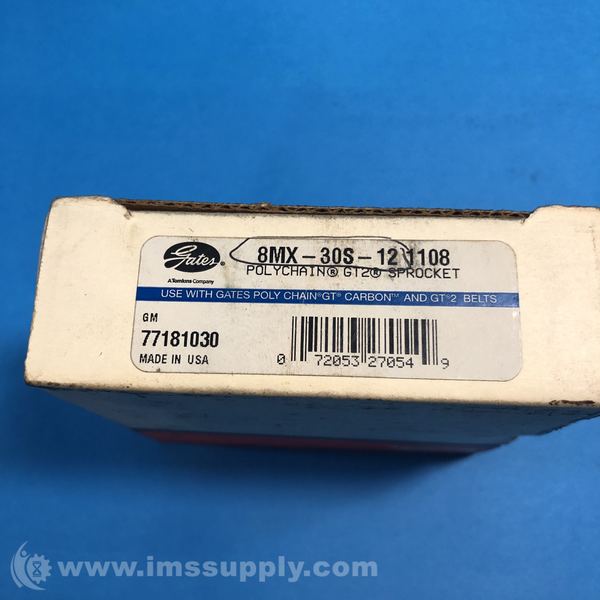 Gates
A Tomkins Company
8MX-30S-12 1108
POLYCHAIN® GT2® SPROCKET
USE WITH GATES POLY CHAIN® GT® CARBON™ AND GT®2 BELTS
GM
77181030
MADE IN USA
0 72053 27054 9
www.imssupply.com